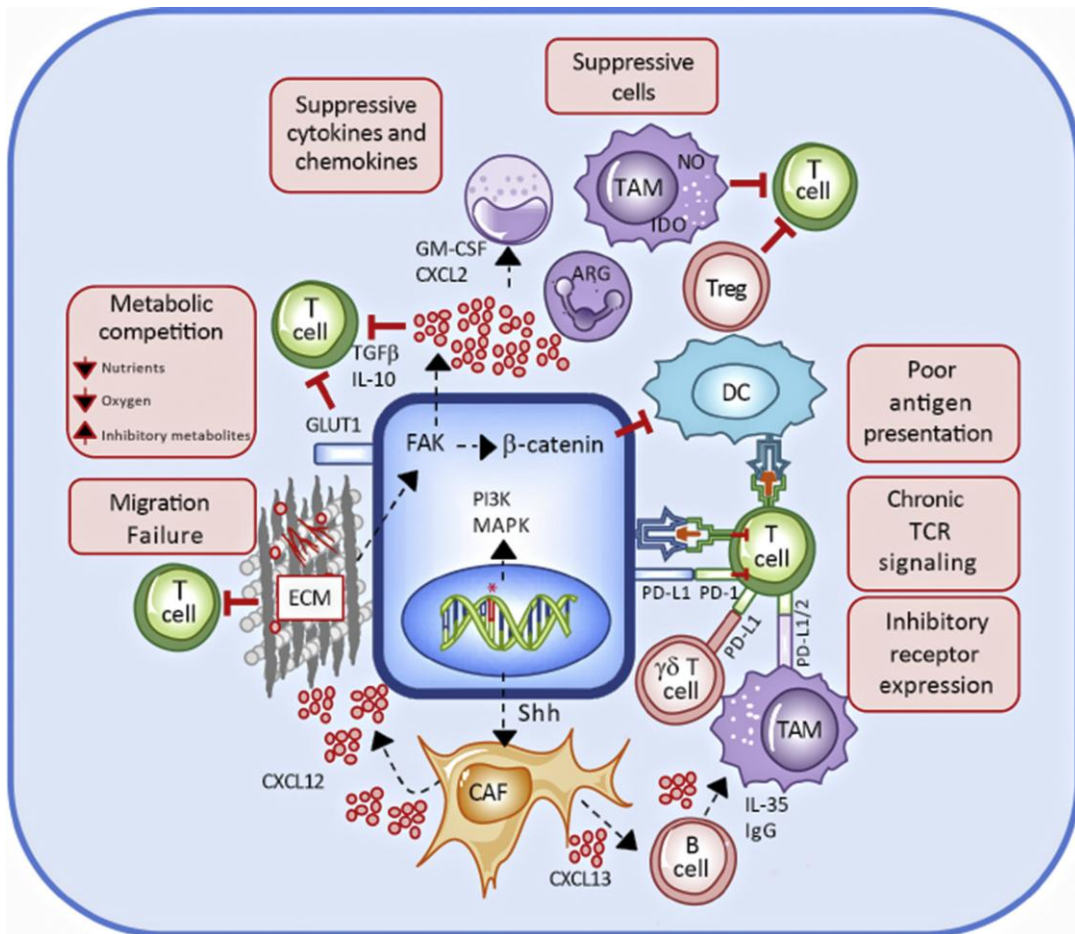 Suppressive
cells
Suppressive
cytokines and
chemokines
NO
TAM
IDO
T
cell
GM-CSF
CXCL2
ARG
Treg
Metabolic
competition
Nutrients
Oxygen
Inhibitory metabolites
T
cell
TGFβ
IL-10
GLUT1
DC
Poor
antigen
presentation
FAK
β-catenin
Migration
Failure
PI3K
MAPK
Chronic
TCR
signaling
T
cell
T
cell
ECM
*
PD-L1
PD-1
PD-L1
PD-L1/2
Inhibitory
receptor
expression
γδ T
cell
Shh
TAM
CXCL12
CAF
IL-35
IgG
B
cell
CXCL13